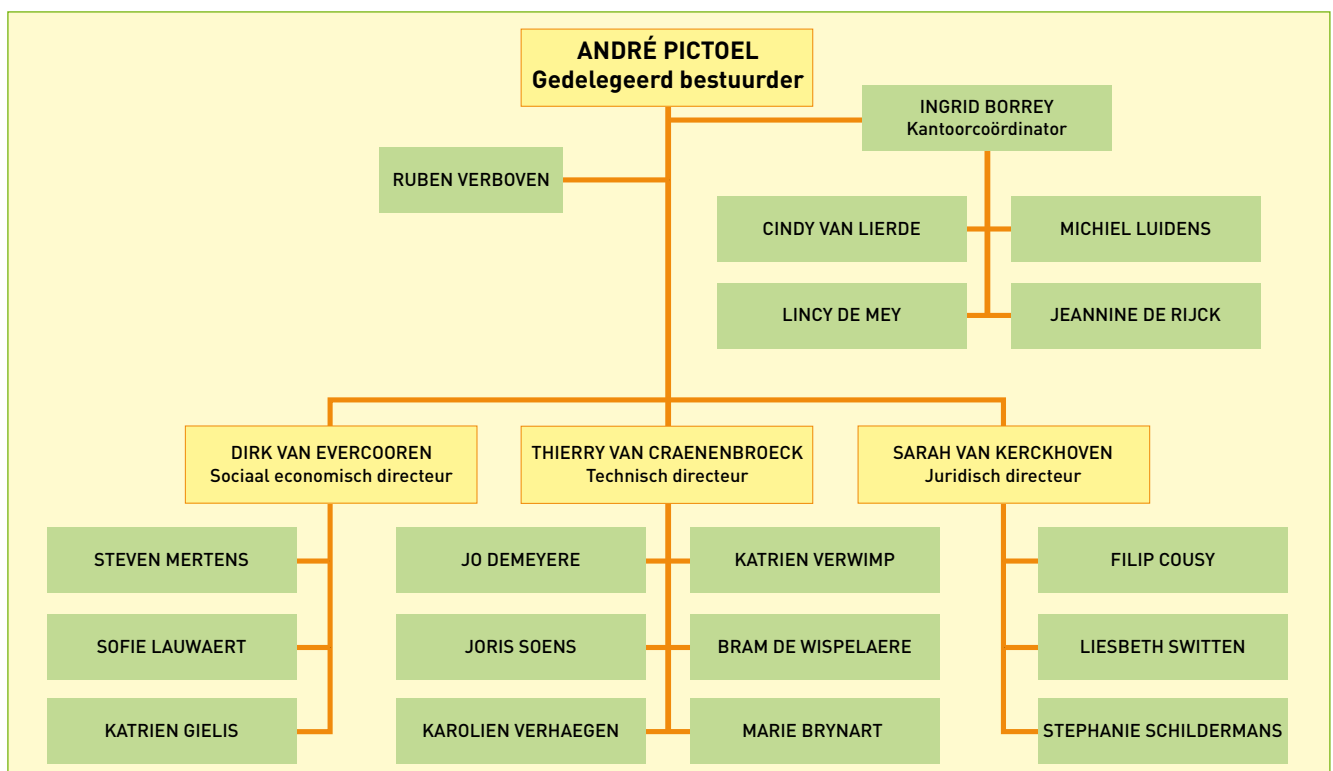 ANDRÉ PICTOEL
Gedelegeerd bestuurder
INGRID BORREY
Kantoorcoördinator
RUBEN VERBOVEN
CINDY VAN LIERDE
MICHIEL LUIDENS
LINCY DE MEY
JEANNINE DE RIJCK
DIRK VAN EVERCOOREN
Sociaal economisch directeur
THIERRY VAN CRAENENBROECK
Technisch directeur
SARAH VAN KERCKHOVEN
Juridisch directeur
STEVEN MERTENS
JO DEMEYERE
KATRIEN VERWIMP
FILIP COUSY
SOFIE LAUWAERT
JORIS SOENS
BRAM DE WISPELAERE
LIESBETH SWITTEN
KATRIEN GIELIS
KAROLIEN VERHAEGEN
MARIE BRYNART
STEPHANIE SCHILDERMANS